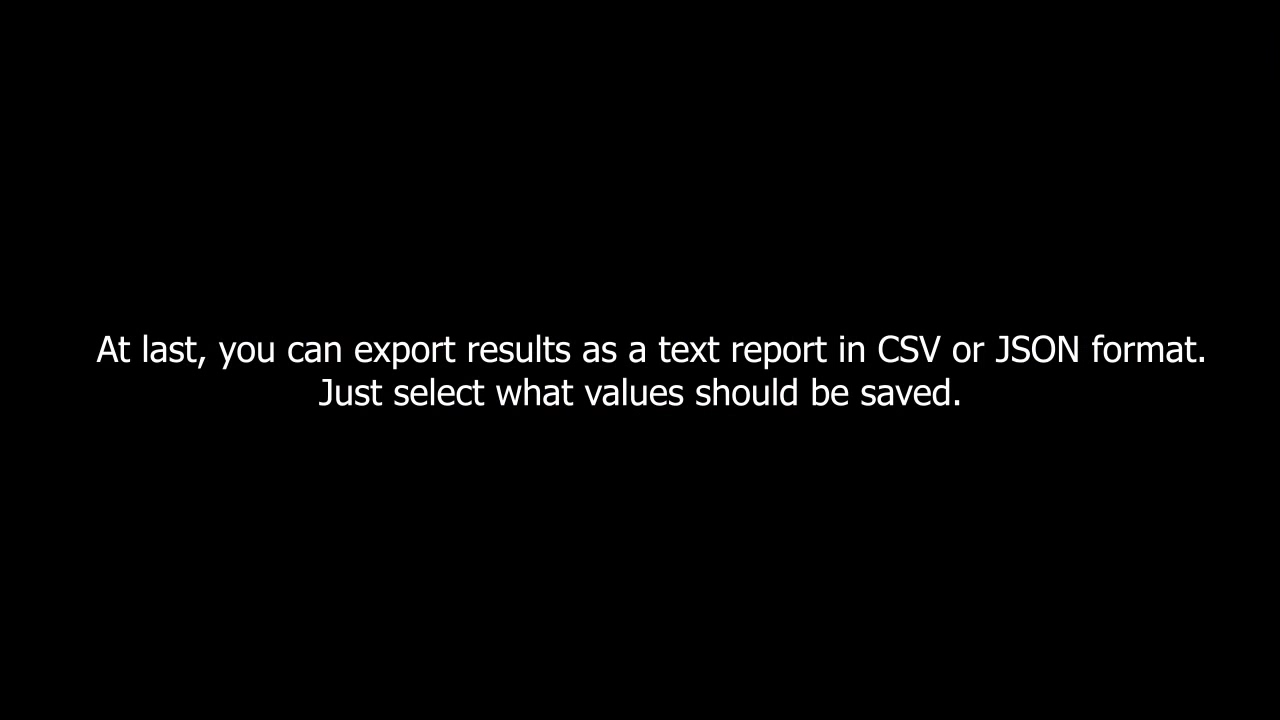 At last, you can export results as a text report in CSV or JSON format.
Just select what values should be saved.